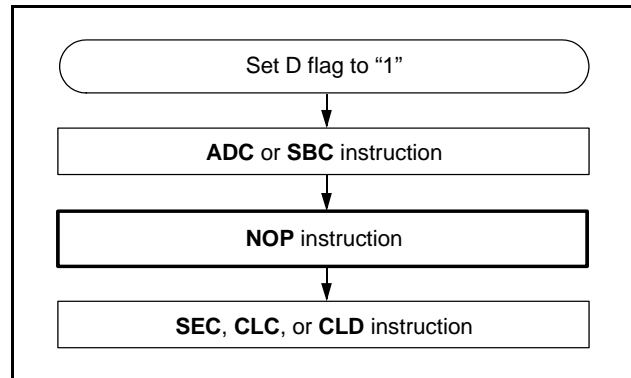 Set D flag to “1”
ADC or SBC instruction
NOP instruction
SEC, CLC, or CLD instruction